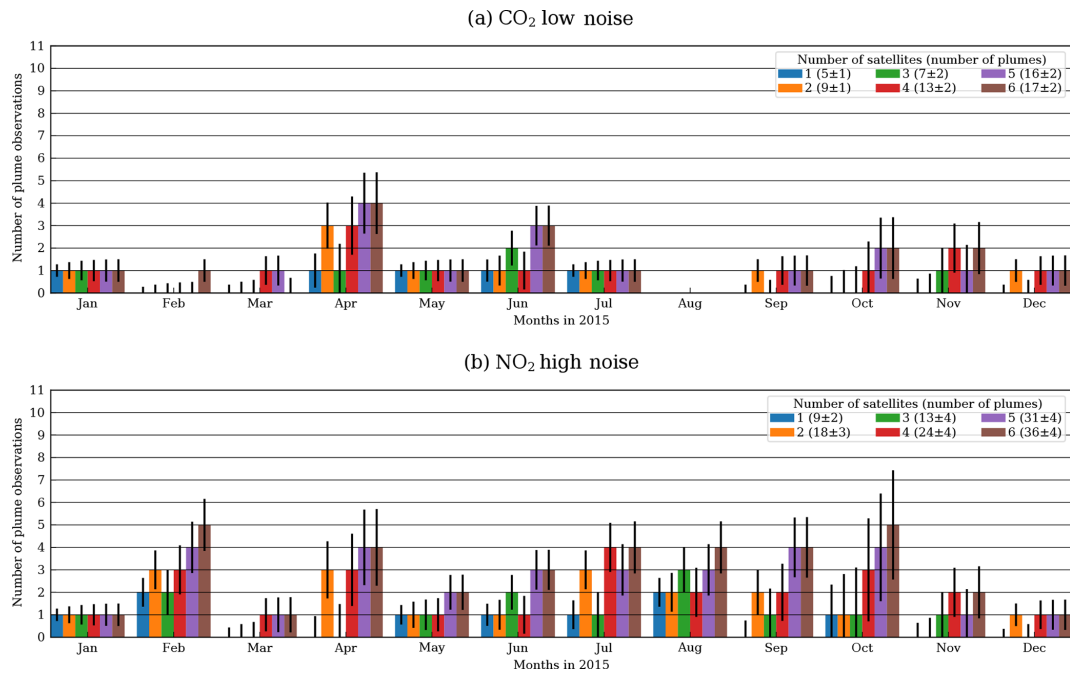 (a) CO₂ low noise
Number of plume observations
11
10
9
8
7
6
5
4
3
2
1
0
Number of satellites (number of plumes)
1 (5±1) 3 (7±2) 5 (16±2)
2 (9±1) 4 (13±2) 6 (17±2)
Jan Feb Mar Apr May Jun Jul Aug Sep Oct Nov Dec
Months in 2015
(b) NO₂ high noise
Number of plume observations
11
10
9
8
7
6
5
4
3
2
1
0
Number of satellites (number of plumes)
1 (9±2) 3 (13±4) 5 (31±4)
2 (18±3) 4 (24±4) 6 (36±4)
Jan Feb Mar Apr May Jun Jul Aug Sep Oct Nov Dec
Months in 2015